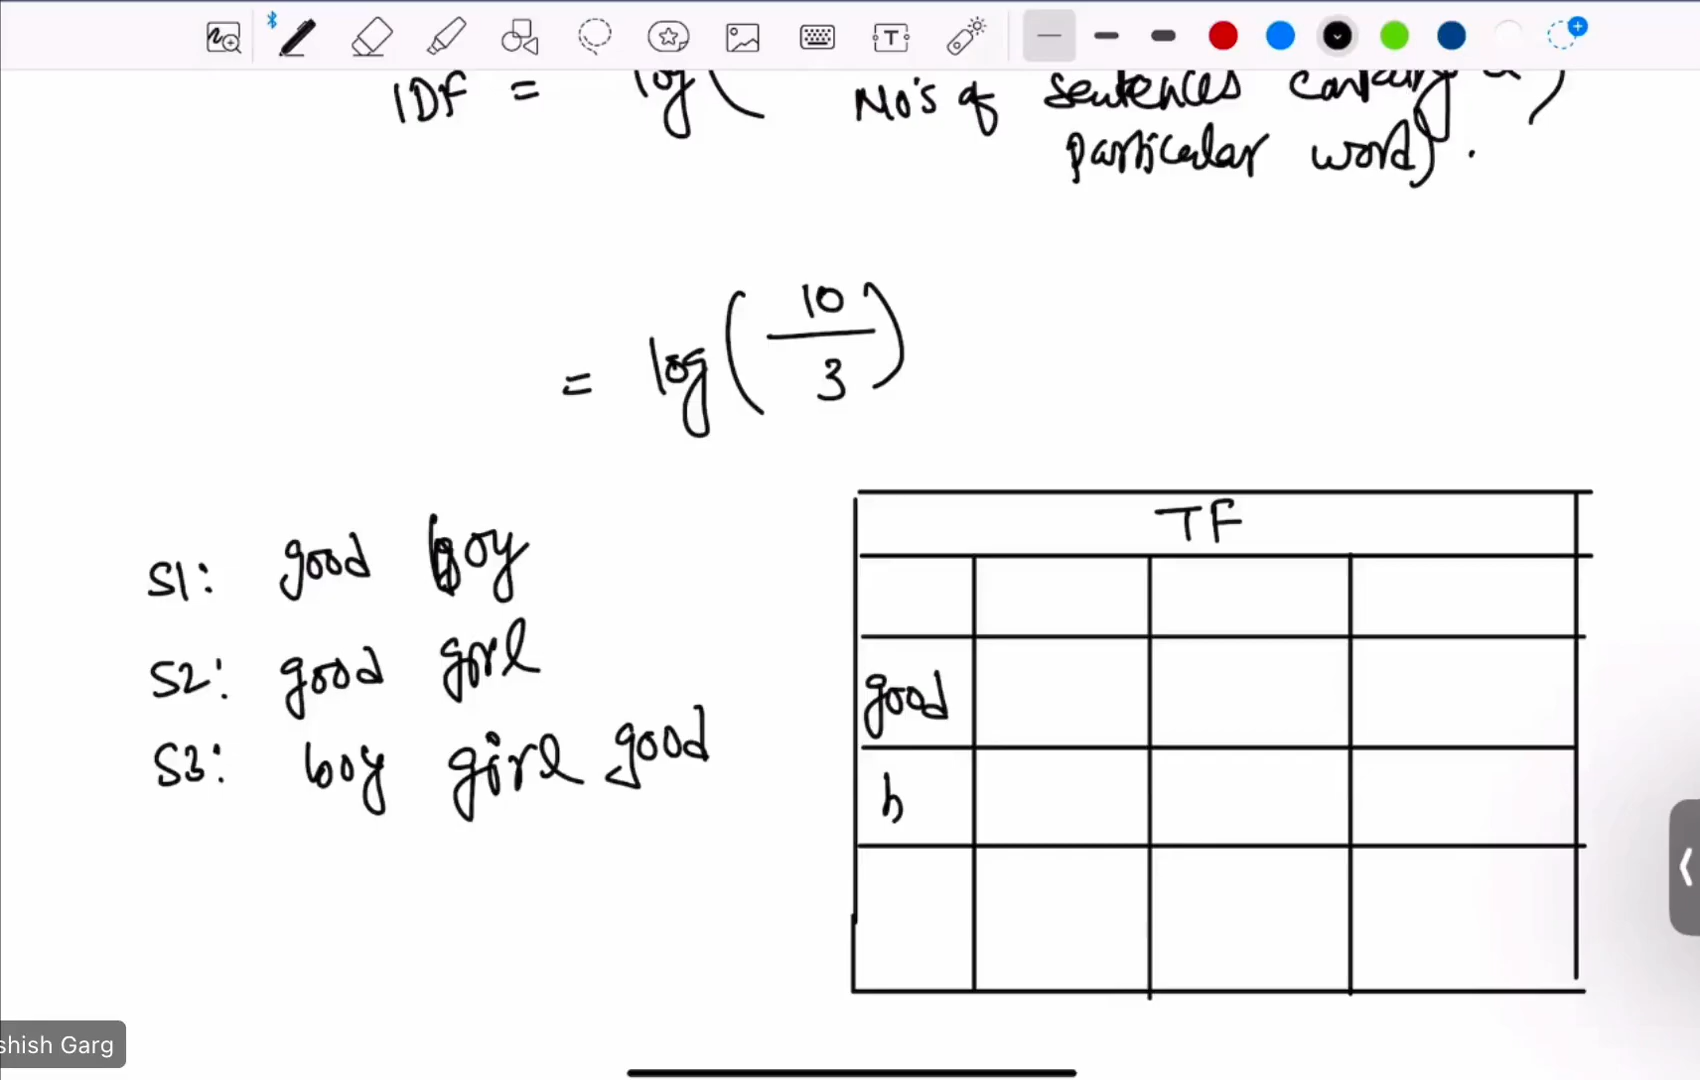 IDF = log ( No's of sentences containing a )
particular word) .
= log ( 10 / 3 )
S1: good boy
S2: good girl
S3: boy girl good
TF
good
b
shish Garg